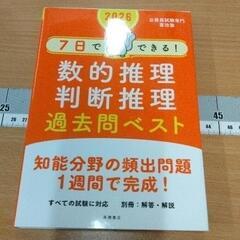 2026
公務員試験専門
喜治塾
7日で
できる!
数的推理
判断推理
過去問ベスト
知能分野の頻出問題
1週間で完成!
すべての試験に対応 別冊:解答・解説
高橋書店
25
45